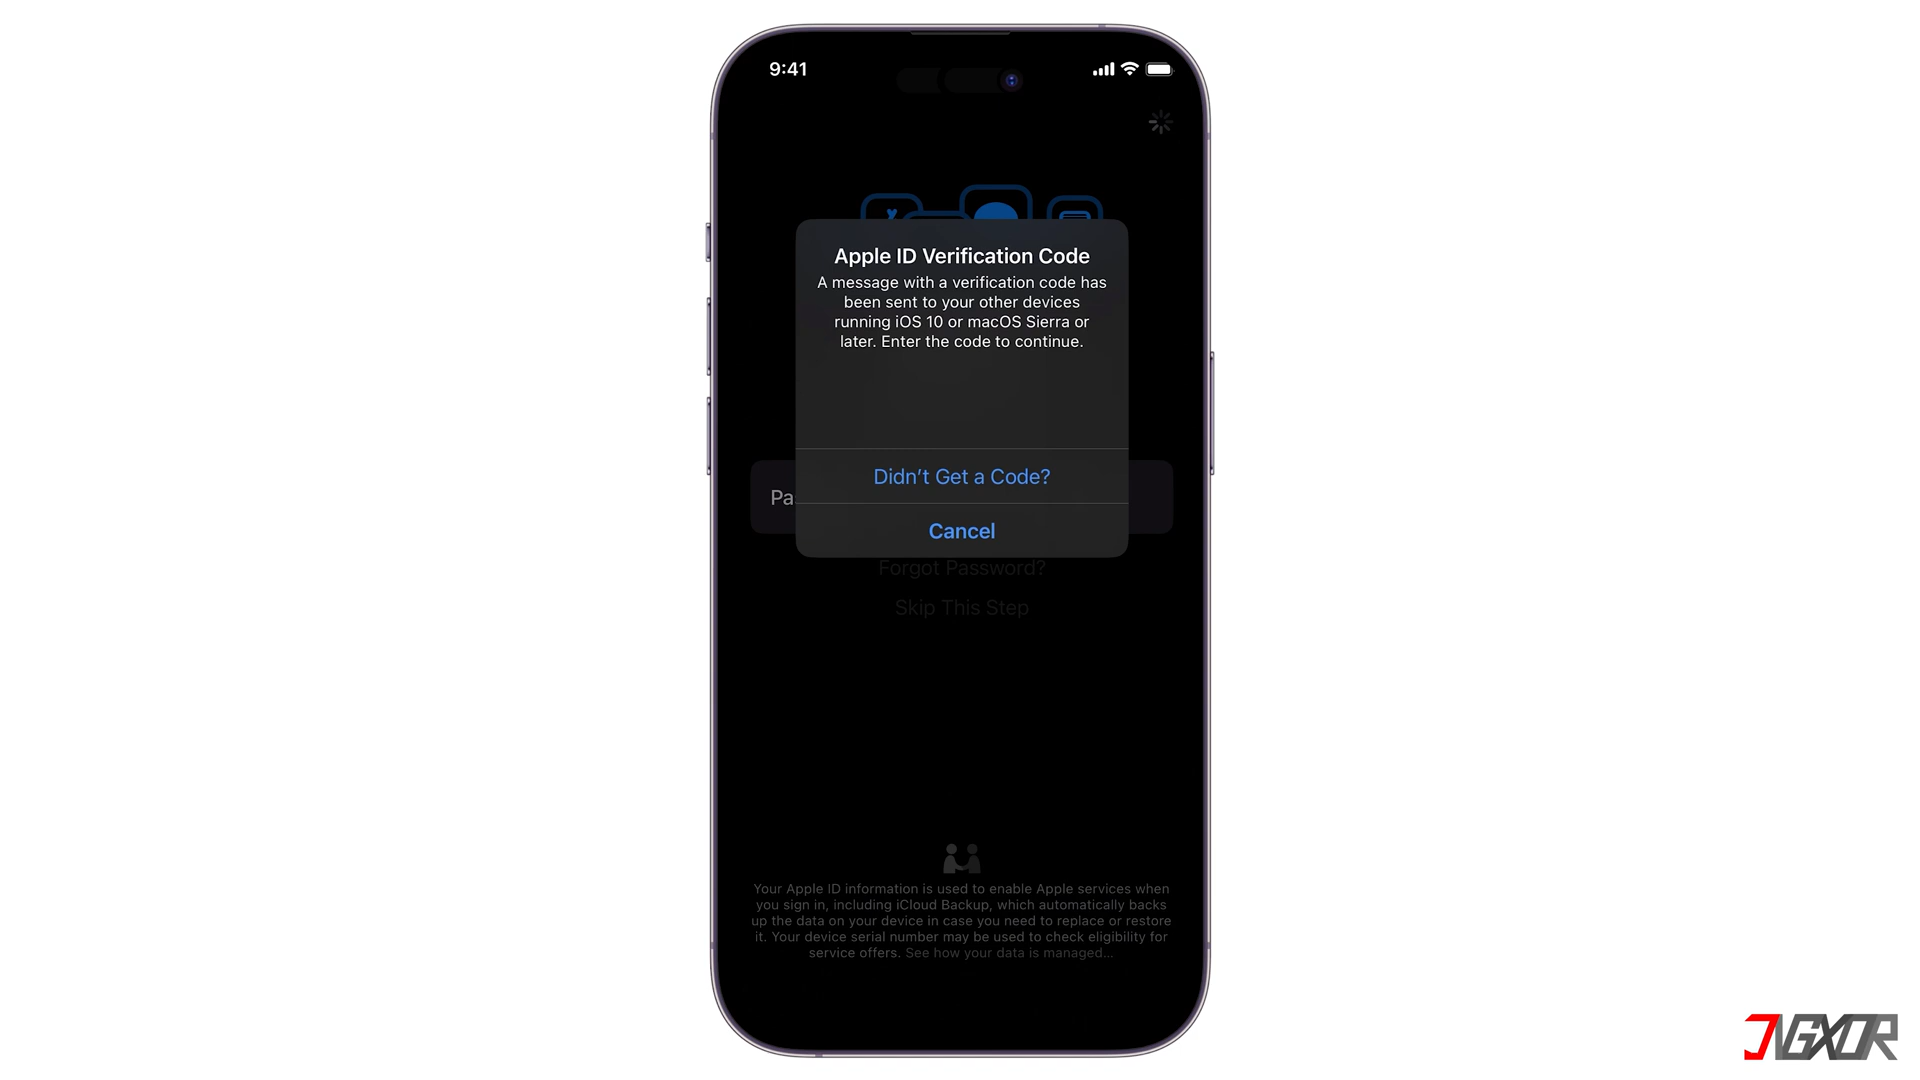 9:41
Apple ID Verification Code
A message with a verification code has
been sent to your other devices
running iOS 10 or macOS Sierra or
later. Enter the code to continue.
Didn't Get a Code?
Pa
Cancel
Forgot Password?
Skip This Step
Your Apple ID information is used to enable Apple services when
you sign in, including iCloud Backup, which automatically backs
up the data on your device in case you need to replace or restore
it. Your device serial number may be used to check eligibility for
service offers. See how your data is managed...
JVGXOR